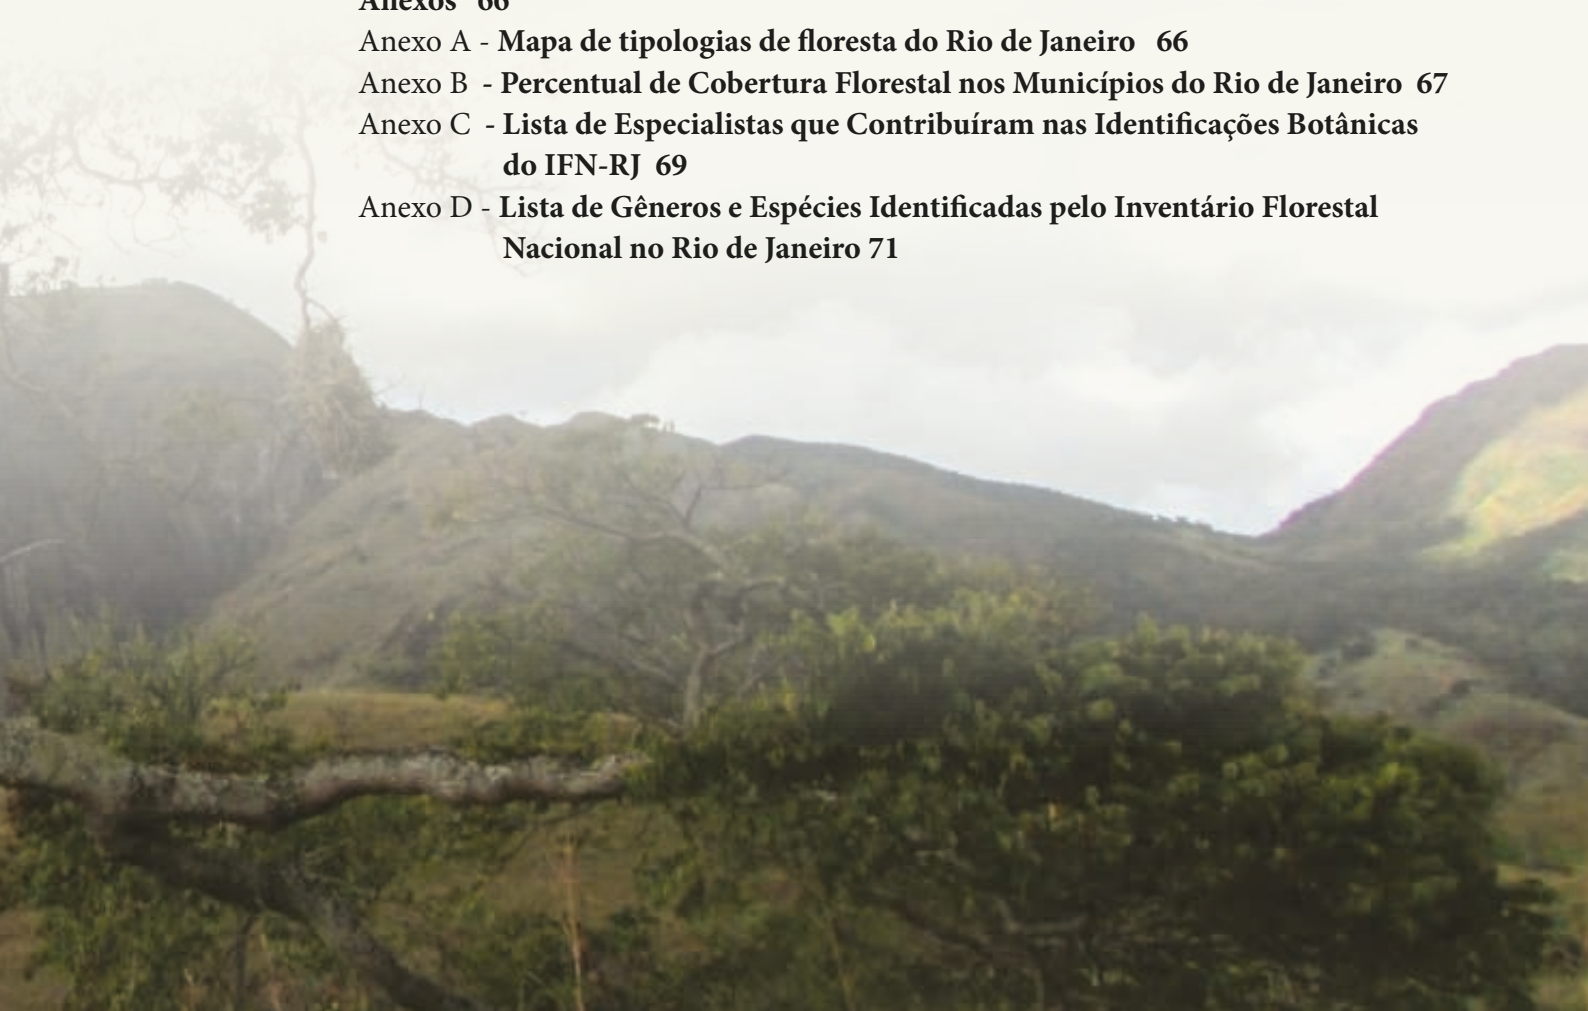 Anexos 66
Anexo A - Mapa de tipologias de floresta do Rio de Janeiro 66
Anexo B - Percentual de Cobertura Florestal nos Municípios do Rio de Janeiro 67
Anexo C - Lista de Especialistas que Contribuíram nas Identificações Botânicas
do IFN-RJ 69
Anexo D - Lista de Gêneros e Espécies Identificadas pelo Inventário Florestal
Nacional no Rio de Janeiro 71